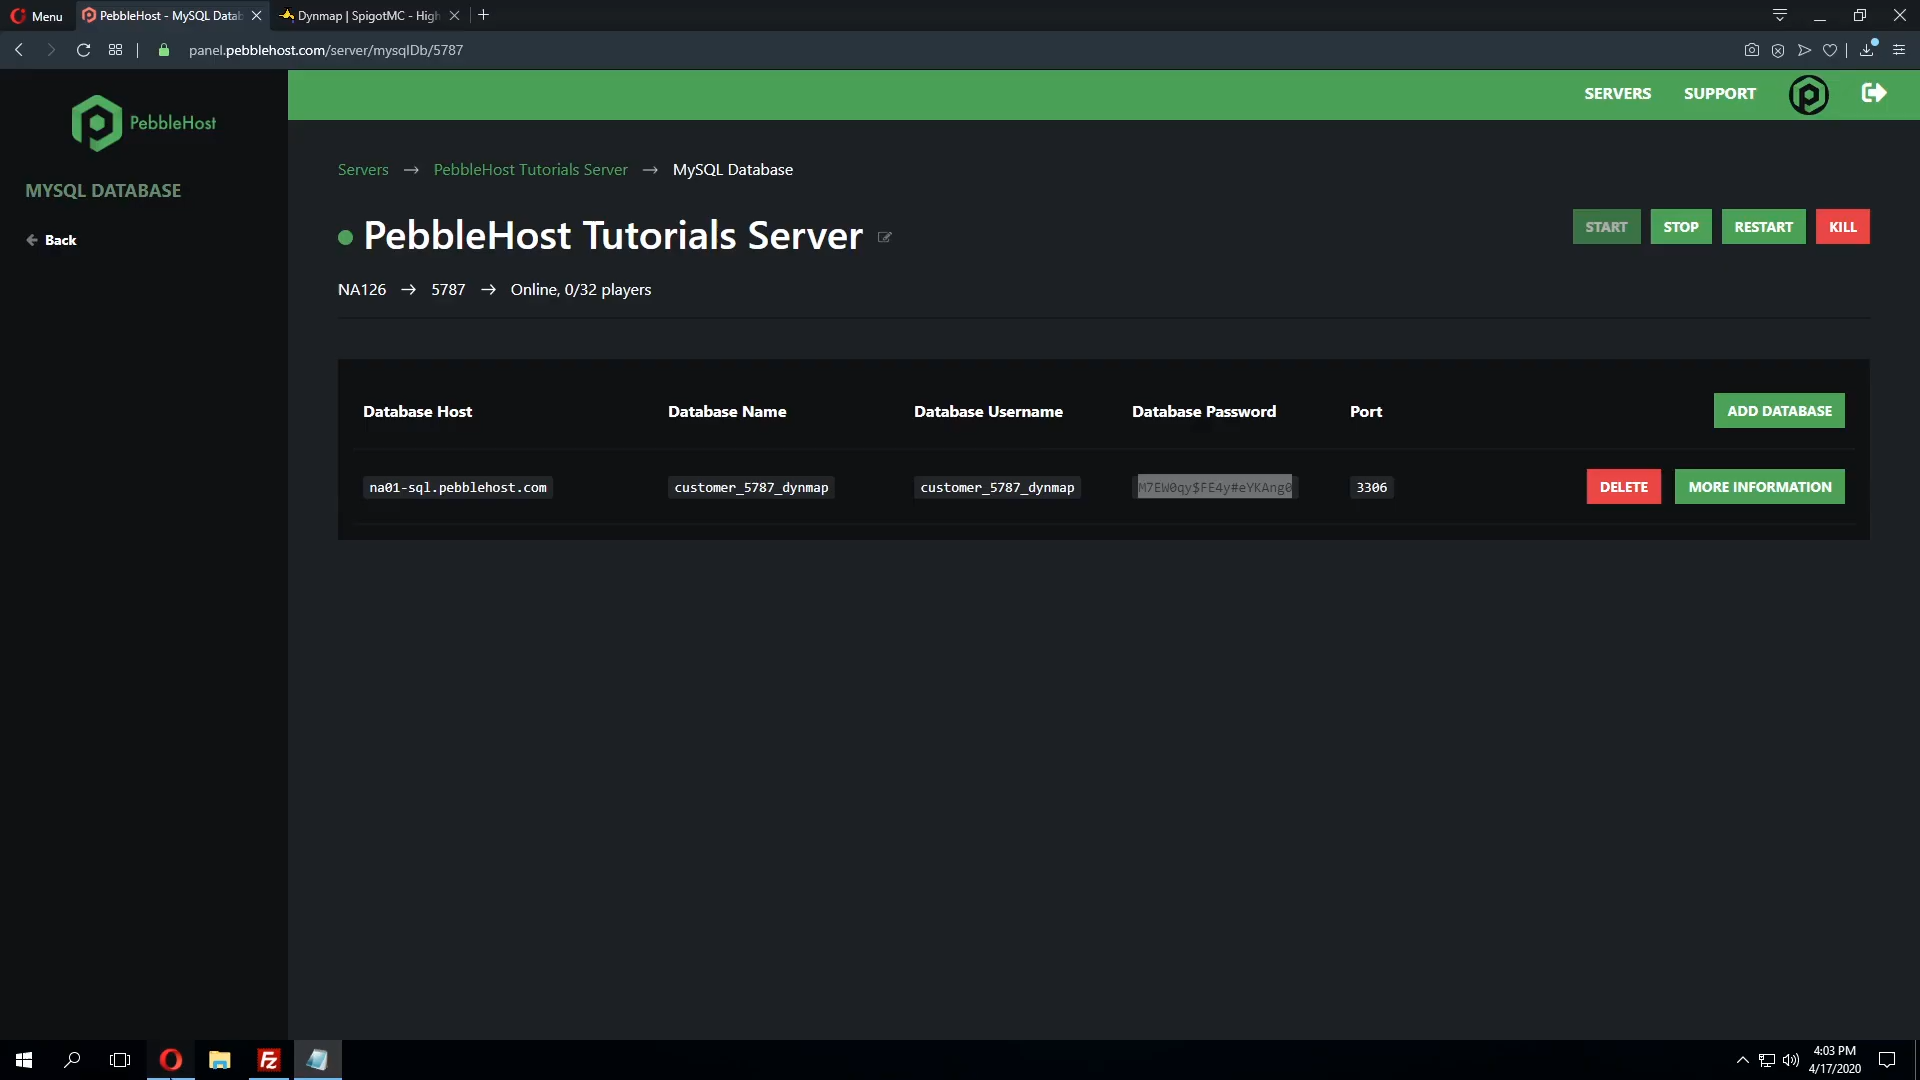 Menu
PebbleHost - MySQL Datab
Dynmap | SpigotMC - High
panel.pebblehost.com/server/mysqlDb/5787
PebbleHost
SERVERS
SUPPORT
MYSQL DATABASE
Back
Servers → PebbleHost Tutorials Server → MySQL Database
PebbleHost Tutorials Server
START
STOP
RESTART
KILL
NA126 → 5787 → Online, 0/32 players
Database Host
Database Name
Database Username
Database Password
Port
ADD DATABASE
na01-sql.pebblehost.com
customer_5787_dynmap
customer_5787_dynmap
M7EW0qy$FE4y#eYKAng0
3306
DELETE
MORE INFORMATION
4:03 PM
4/17/2020